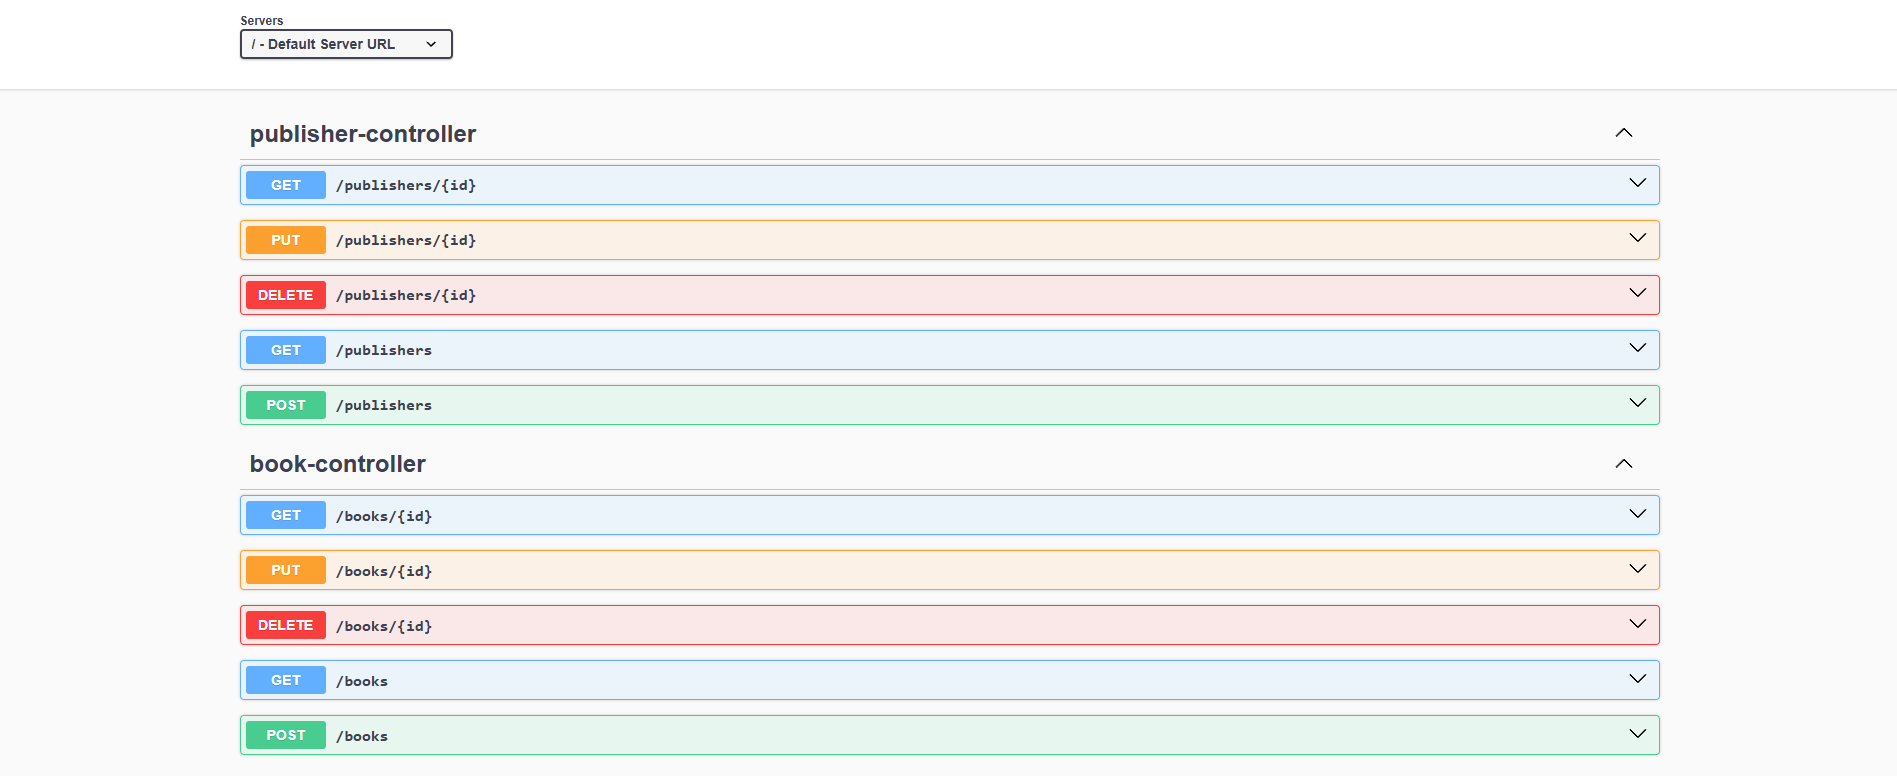 Servers
/ - Default Server URL
publisher-controller
GET /publishers/{id}
PUT /publishers/{id}
DELETE /publishers/{id}
GET /publishers
POST /publishers
book-controller
GET /books/{id}
PUT /books/{id}
DELETE /books/{id}
GET /books
POST /books